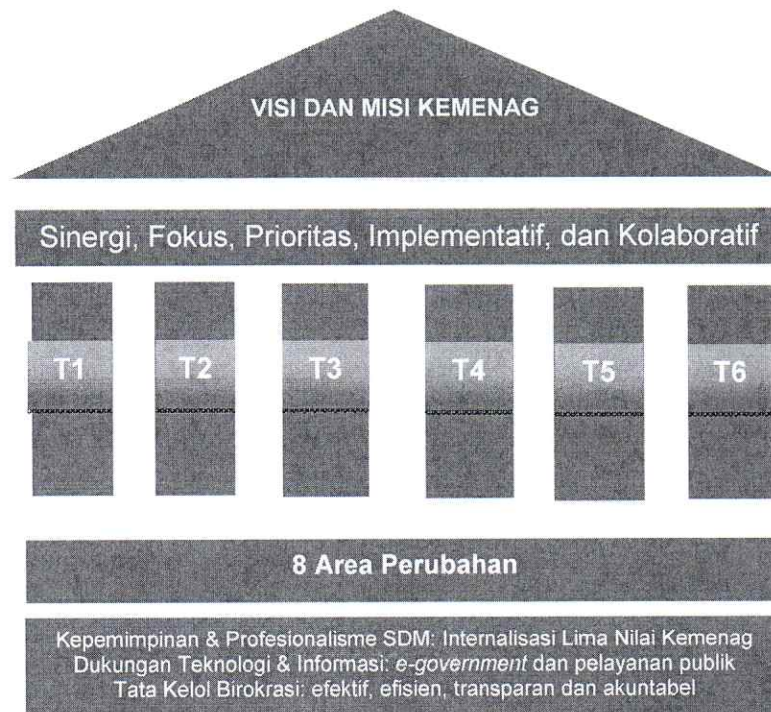 VISI DAN MISI KEMENAG
Sinergi, Fokus, Prioritas, Implementatif, dan Kolaboratif
T1 T2 T3 T4 T5 T6
8 Area Perubahan
Kepemimpinan & Profesionalisme SDM: Internalisasi Lima Nilai Kemenag
Dukungan Teknologi & Informasi: e-government dan pelayanan publik
Tata Kelol Birokrasi: efektif, efisien, transparan dan akuntabel